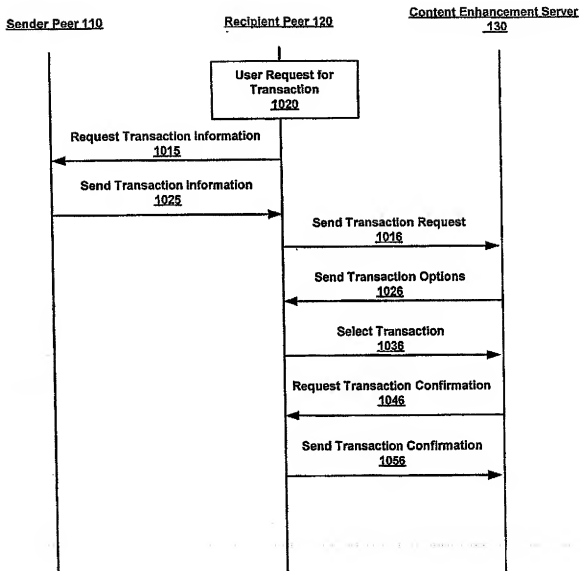 Sender Peer 110
Recipient Peer 120
Content Enhancement Server
130
User Request for
Transaction
1020
Request Transaction Information
1015
Send Transaction Information
1025
Send Transaction Request
1016
Send Transaction Options
1026
Select Transaction
1036
Request Transaction Confirmation
1046
Send Transaction Confirmation
1056